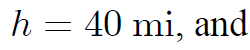 h = 40 mi, and